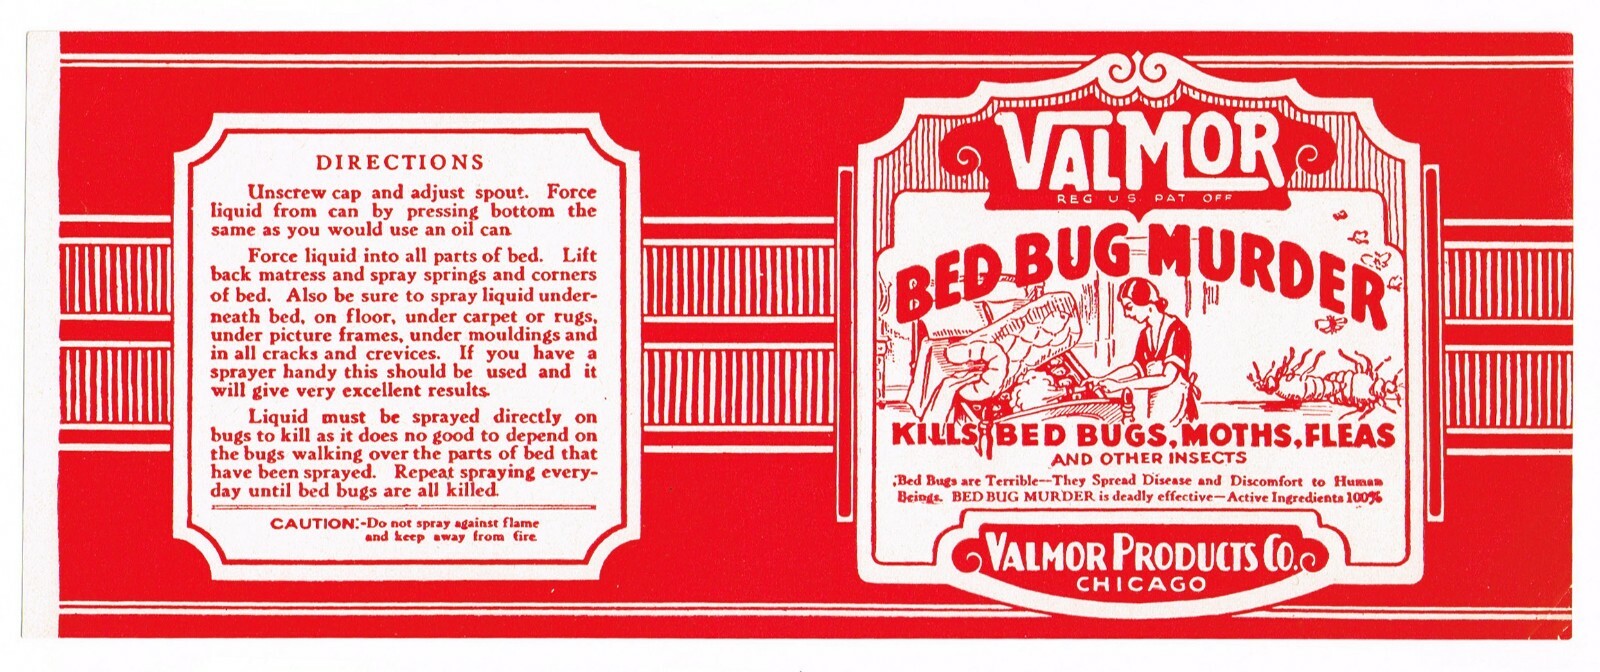 DIRECTIONS
Unscrew cap and adjust spout. Force
liquid from can by pressing bottom the
same as you would use an oil can
Force liquid into all parts of bed. Lift
back matress and spray springs and corners
of bed. Also be sure to spray liquid under-
neath bed, on floor, under carpet or rugs,
under picture frames, under mouldings and
in all cracks and crevices. If you have a
sprayer handy this should be used and it
will give very excellent results.
Liquid must be sprayed directly on
bugs to kill as it does no good to depend on
the bugs walking over the parts of bed that
have been sprayed. Repeat spraying every-
day until bed bugs are all killed.
CAUTION:-Do not spray against flame
and keep away from fire
VALMOR
REG U S PAT OFF
BED BUG MURDER
KILLS BED BUGS, MOTHS, FLEAS
AND OTHER INSECTS
Bed Bugs are Terrible--They Spread Disease and Discomfort to Human
Beings. BED BUG MURDER is deadly effective—Active Ingredients 100%
VALMOR PRODUCTS CO.
CHICAGO